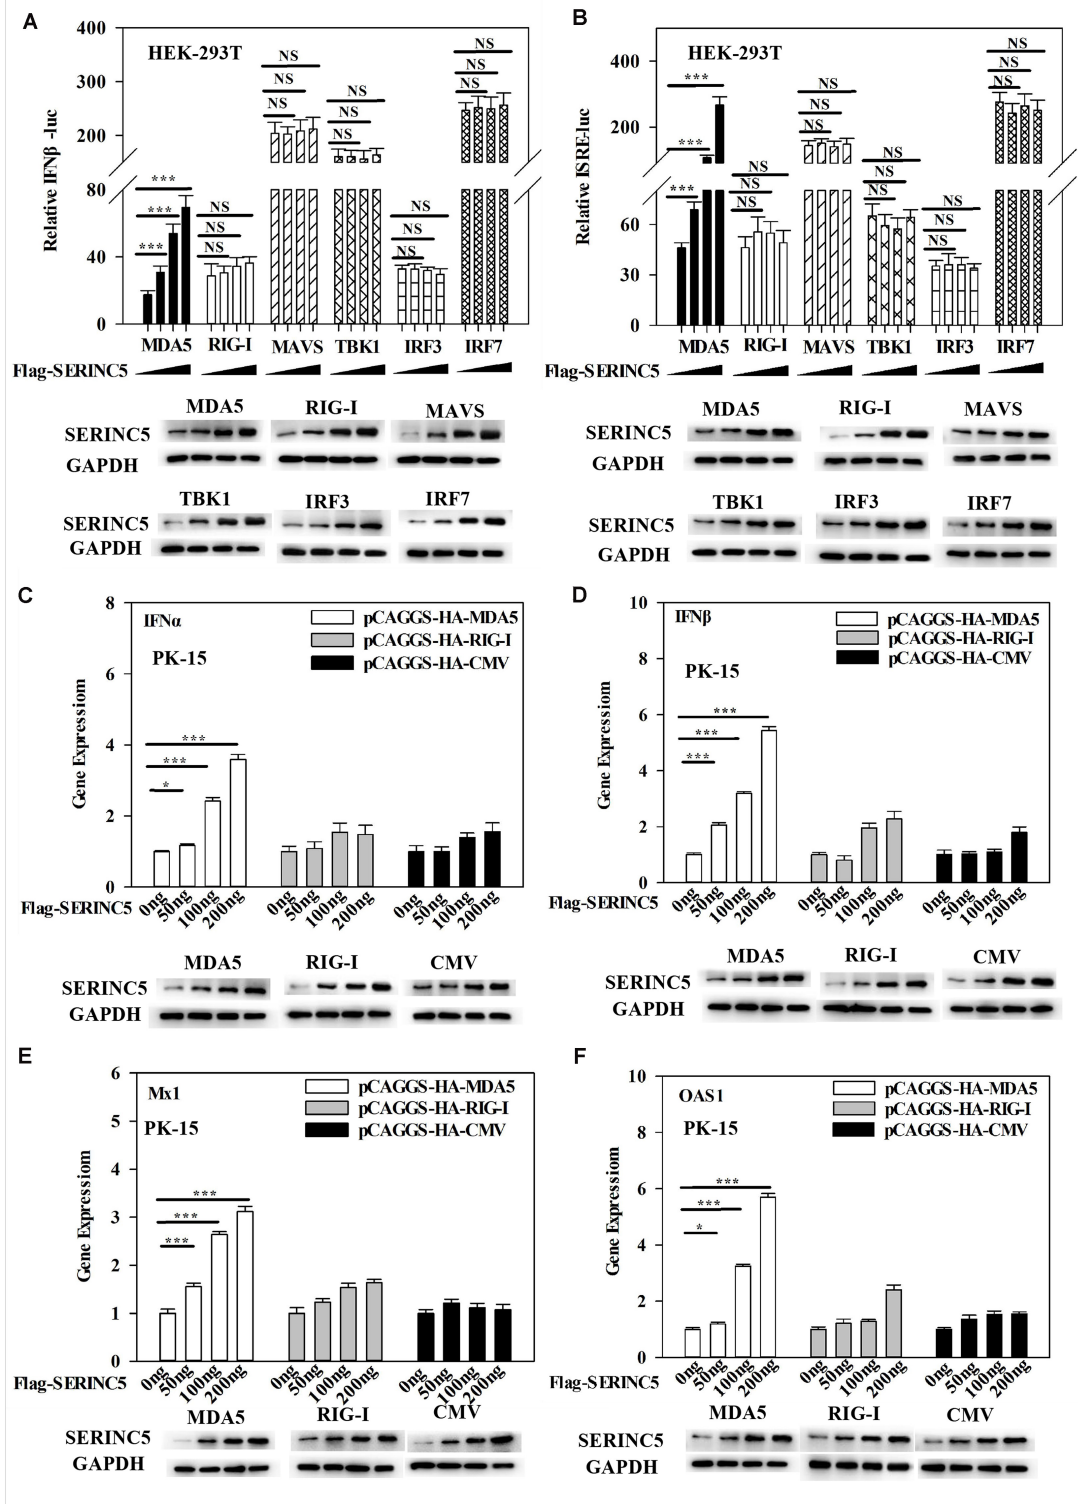 A
HEK-293T
Relative IFNβ -luc
400
300
200
80
40
0
NS NS NS
NS NS NS
NS NS NS
NS NS NS
NS NS NS
*** *** ***
MDA5 RIG-I MAVS TBK1 IRF3 IRF7
Flag-SERINC5
MDA5 RIG-I MAVS
SERINC5
GAPDH
TBK1 IRF3 IRF7
SERINC5
GAPDH
B
HEK-293T
Relative ISRE-luc
400
200
60
30
0
NS NS NS
NS NS NS
NS NS NS
NS NS NS
NS NS NS
*** *** ***
MDA5 RIG-I MAVS TBK1 IRF3 IRF7
Flag-SERINC5
MDA5 RIG-I MAVS
SERINC5
GAPDH
TBK1 IRF3 IRF7
SERINC5
GAPDH
C
IFNα
PK-15
pCAGGS-HA-MDA5
pCAGGS-HA-RIG-I
pCAGGS-HA-CMV
Gene Expressiom
8
6
4
2
0
***
***
*
Flag-SERINC5 0ng 50ng 100ng 200ng 0ng 50ng 100ng 200ng 0ng 50ng 100ng 200ng
MDA5 RIG-I CMV
SERINC5
GAPDH
D
IFNβ
PK-15
pCAGGS-HA-MDA5
pCAGGS-HA-RIG-I
pCAGGS-HA-CMV
Gene Expressiom
10
8
6
4
2
0
***
***
***
Flag-SERINC5 0ng 50ng 100ng 200ng 0ng 50ng 100ng 200ng 0ng 50ng 100ng 200ng
MDA5 RIG-I CMV
SERINC5
GAPDH
E
Mx1
PK-15
pCAGGS-HA-MDA5
pCAGGS-HA-RIG-I
pCAGGS-HA-CMV
Gene Expressiom
6
5
4
3
2
1
0
***
***
***
Flag-SERINC5 0ng 50ng 100ng 200ng 0ng 50ng 100ng 200ng 0ng 50ng 100ng 200ng
MDA5 RIG-I CMV
SERINC5
GAPDH
F
OAS1
PK-15
pCAGGS-HA-MDA5
pCAGGS-HA-RIG-I
pCAGGS-HA-CMV
Gene Expressiom
10
8
6
4
2
0
***
***
*
Flag-SERINC5 0ng 50ng 100ng 200ng 0ng 50ng 100ng 200ng 0ng 50ng 100ng 200ng
MDA5 RIG-I CMV
SERINC5
GAPDH